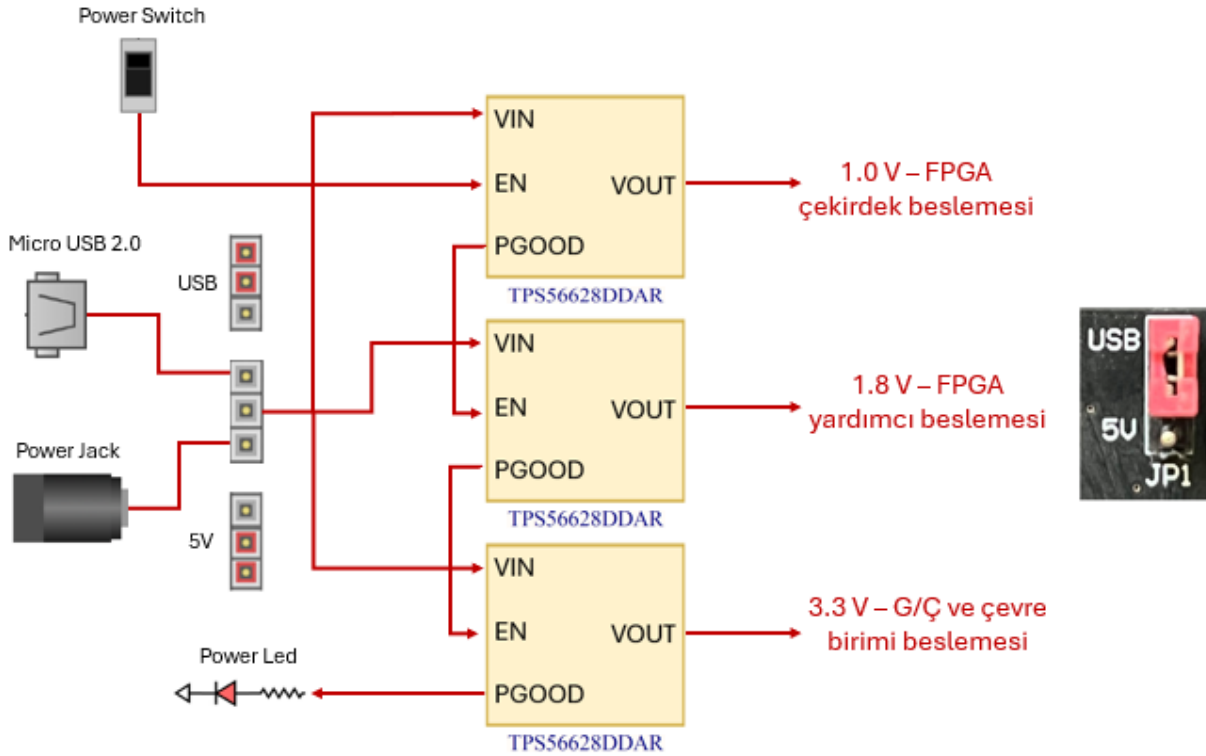 Power Switch
VIN
EN
VOUT
PGOOD
TPS56628DDAR
1.0 V – FPGA
çekirdek beslemesi
Micro USB 2.0
USB
VIN
EN
VOUT
PGOOD
TPS56628DDAR
1.8 V – FPGA
yardımcı beslemesi
USB
5V
JP1
Power Jack
5V
VIN
EN
VOUT
PGOOD
TPS56628DDAR
3.3 V – G/Ç ve çevre
birimi beslemesi
Power Led